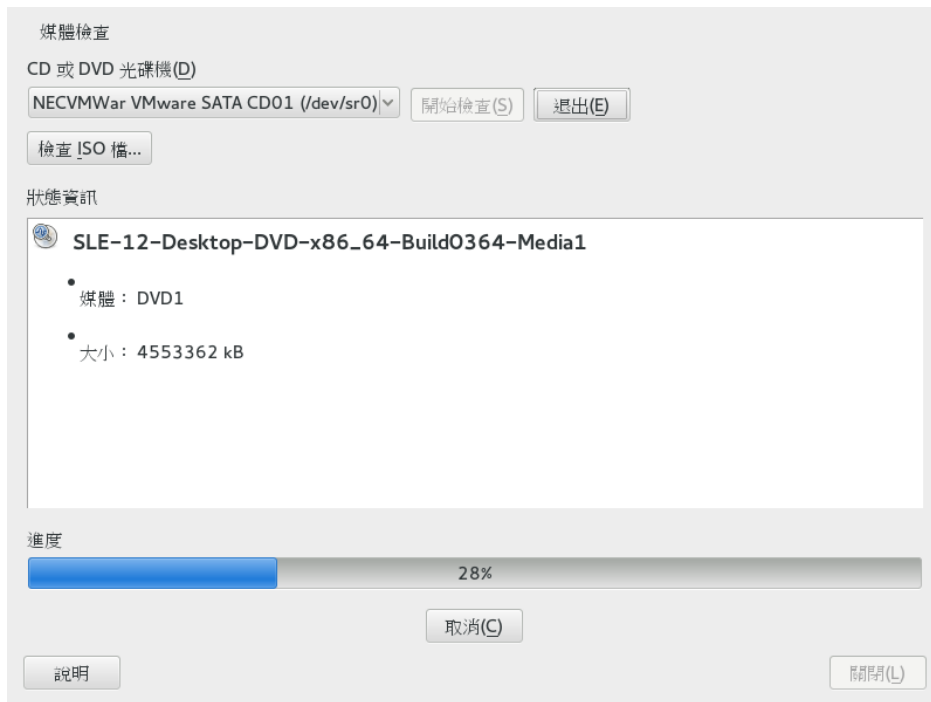 媒體檢查
CD 或 DVD 光碟機(D)
NECVMWar VMware SATA CD01 (/dev/sr0) 開始檢查(S) 退出(E)
檢查 ISO 檔...
狀態資訊
SLE-12-Desktop-DVD-x86_64-Build0364-Media1
• 媒體：DVD1
• 大小：4553362 kB
進度
28%
取消(C)
說明 關閉(L)